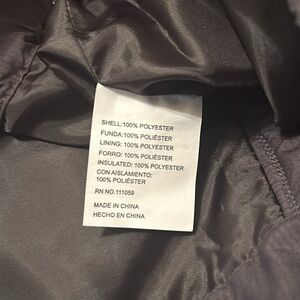 SHELL:100% POLYESTER
FUNDA:100% POLIÉSTER
LINING: 100% POLYESTER
FORRO: 100% POLIÉSTER
INSULATED: 100% POLYESTER
CON AISLAMIENTO:
100% POLIÉSTER
RN NO.111059
MADE IN CHINA
HECHO EN CHINA